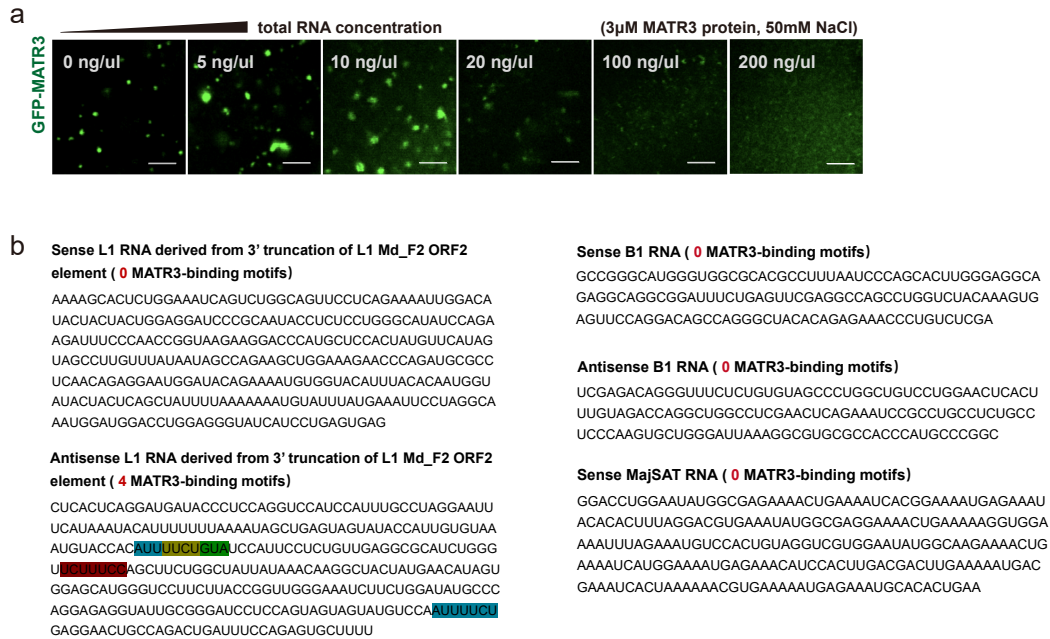 a
total RNA concentration (3μM MATR3 protein, 50mM NaCl)
GFP-MATR3
0 ng/ul 5 ng/ul 10 ng/ul 20 ng/ul 100 ng/ul 200 ng/ul
b
Sense L1 RNA derived from 3’ truncation of L1 Md_F2 ORF2
element ( 0 MATR3-binding motifs)
AAAAGCACUCUGGAAAUCAGUCUGGCAGUUCCUCAGAAAAUUGGACA
UACUACUACUGGAGGAUCCCGCAAUACCUCUCCUGGGCAUAUCCAGA
AGAUUUCCCAACCGGUAAGAAGGACCCAUGCUCCACUAUGUUCAUAG
UAGCCUUGUUUAUAAUAGCCAGAAGCUGGAAAGAACCCAGAUGCGCC
UCAACAGAGGAAUGGAUACAGAAAAUGUGGUACAUUUACACAAUGGU
AUACUACUCAGCUAUUUUAAAAAAAUGUAUUUAUGAAAUUCCUAGGCA
AAUGGAUGGACCUGGAGGGUAUCAUCCUGAGUGAG
Antisense L1 RNA derived from 3’ truncation of L1 Md_F2 ORF2
element ( 4 MATR3-binding motifs)
CUCACUCAGGAUGAUACCCUCCAGGUCCAUCCAUUUGCCUAGGAAUU
UCAUAAAUACAUUUUUUUAAAAUAGCUGAGUAGUAUACCAUUGUGUAA
AUGUACCACAUUUUCUGUAUCCAUUCCUCUGUUGAGGCGCAUCUGGG
UUCUUUCCAGCUUCUGGCUAUUAUAAACAAGGCUACUAUGAACAUAGU
GGAGCAUGGGUCCUUCUUACCGGUUGGGAAAUCUUCUGGAUAUGCCC
AGGAGAGGUAUUGCGGGAUCCUCCAGUAGUAGUAUGUCCAAUUUUCU
GAGGAACUGCCAGACUGAUUUCCAGAGUGCUUUU
Sense B1 RNA ( 0 MATR3-binding motifs)
GCCGGGCAUGGGUGGCGCACGCCUUUAAUCCCAGCACUUGGGAGGCA
GAGGCAGGCGGAUUUCUGAGUUCGAGGCCAGCCUGGUCUACAAAGUG
AGUUCCAGGACAGCCAGGGCUACACAGAGAAACCCUGUCUCGA
Antisense B1 RNA ( 0 MATR3-binding motifs)
UCGAGACAGGGUUUCUCUGUGUAGCCCUGGCUGUCCUGGAACUCACU
UUGUAGACCAGGCUGGCCUCGAACUCAGAAAUCCGCCUGCCUCUGCC
UCCCAAGUGCUGGGAUUAAAGGCGUGCGCCACCCAUGCCCGGC
Sense MajSAT RNA ( 0 MATR3-binding motifs)
GGACCUGGAAUAUGGCGAGAAAACUGAAAAUCACGGAAAAUGAGAAAU
ACACACUUUAGGACGUGAAAUAUGGCGAGGAAAACUGAAAAAGGUGGA
AAAUUUAGAAAUGUCCACUGUAGGUCGUGGAAUAUGGCAAGAAAACUG
AAAAUCAUGGAAAAUGAGAAACAUCCACUUGACGACUUGAAAAAUGAC
GAAAUCACUAAAAAACGUGAAAAAUGAGAAAUGCACACUGAA